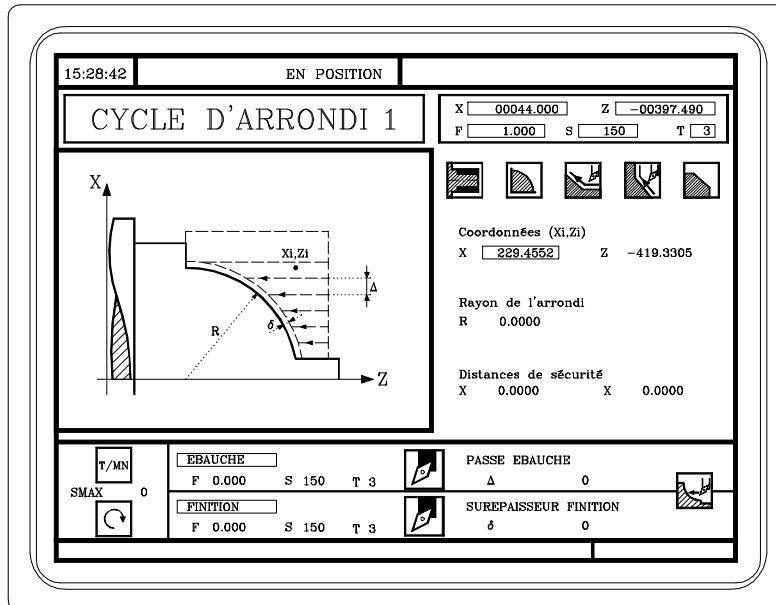 15:28:42 EN POSITION
CYCLE D'ARRONDI 1
X 00044.000 Z -00397.490
F 1.000 S 150 T 3
X
Xi,Zi
Δ
R
δ
Z
Coordonnées (Xi,Zi)
X 229.4552 Z -419.3305
Rayon de l'arrondi
R 0.0000
Distances de sécurité
X 0.0000 X 0.0000
T/MN
SMAX 0
EBAUCHE
F 0.000 S 150 T 3
PASSE EBAUCHE
Δ 0
FINITION
F 0.000 S 150 T 3
SUREPAISSEUR FINITION
δ 0